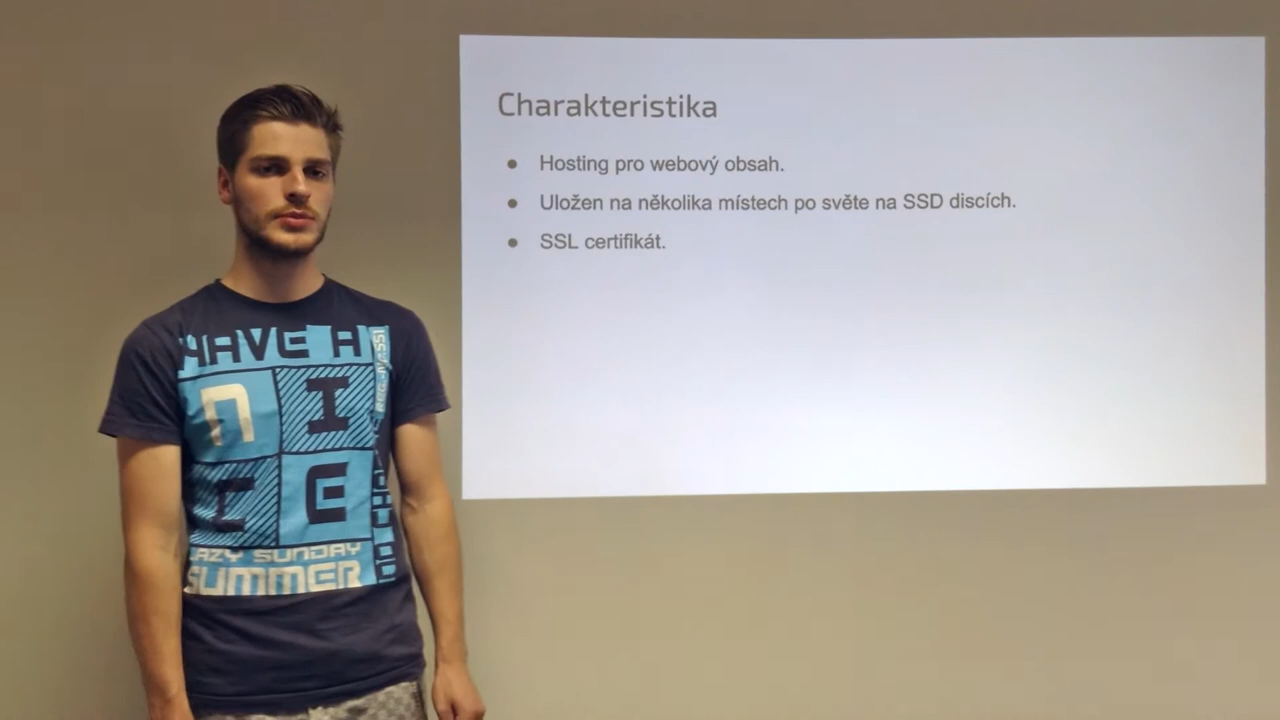 Charakteristika
Hosting pro webový obsah.
Uložen na několika místech po světe na SSD discích.
SSL certifikát.
HAVE A
NI
CE
LAZY SUNDAY
SUMMER